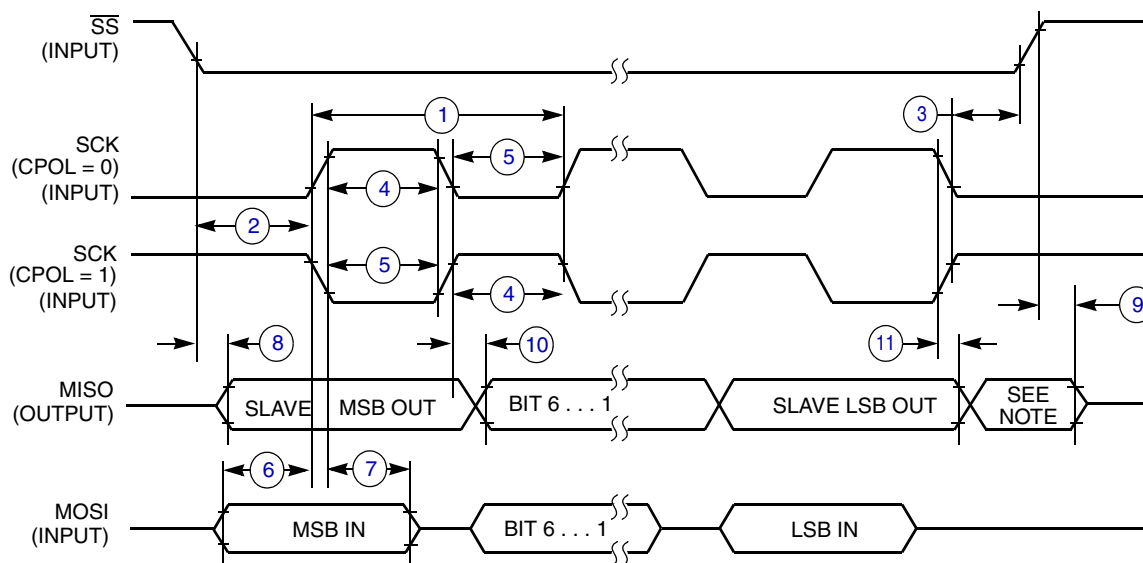 SS
(INPUT)
1
3
SCK
(CPOL = 0)
(INPUT)
5
4
2
SCK
(CPOL = 1)
(INPUT)
5
4
9
8
10
11
MISO
(OUTPUT)
SLAVE
MSB OUT
BIT 6 . . . 1
SLAVE LSB OUT
SEE
NOTE
6
7
MOSI
(INPUT)
MSB IN
BIT 6 . . . 1
LSB IN